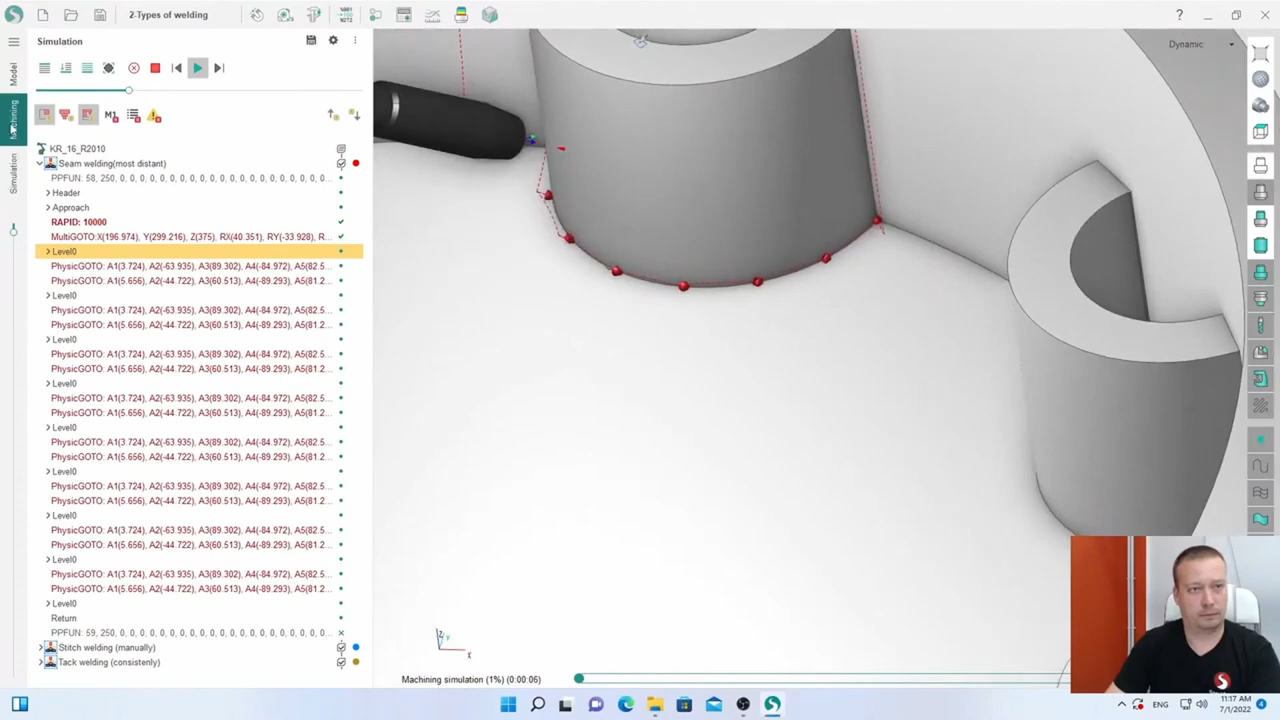 2-Types of welding
Simulation
Dynamic
Model
Machining
Simulation
KR_16_R2010
Seam welding(most distant)
PPFUN: 58, 250, 0, 0, 0, 0, 0, 0, 0, 0, 0, 0, 0, 0, 0, 0, 0, 0, 0, 0, 0, 0, 0, ...
Header
Approach
RAPID: 10000
MultiGOTO:X(196.974), Y(299.216), Z(375), RX(40.351), RY(-33.928), R...
Level0
PhysicGOTO: A1(3.724), A2(-63.935), A3(89.302), A4(-84.972), A5(82.5...
PhysicGOTO: A1(5.656), A2(-44.722), A3(60.513), A4(-89.293), A5(81.2...
Level0
PhysicGOTO: A1(3.724), A2(-63.935), A3(89.302), A4(-84.972), A5(82.5...
PhysicGOTO: A1(5.656), A2(-44.722), A3(60.513), A4(-89.293), A5(81.2...
Level0
PhysicGOTO: A1(3.724), A2(-63.935), A3(89.302), A4(-84.972), A5(82.5...
PhysicGOTO: A1(5.656), A2(-44.722), A3(60.513), A4(-89.293), A5(81.2...
Level0
PhysicGOTO: A1(3.724), A2(-63.935), A3(89.302), A4(-84.972), A5(82.5...
PhysicGOTO: A1(5.656), A2(-44.722), A3(60.513), A4(-89.293), A5(81.2...
Level0
PhysicGOTO: A1(3.724), A2(-63.935), A3(89.302), A4(-84.972), A5(82.5...
PhysicGOTO: A1(5.656), A2(-44.722), A3(60.513), A4(-89.293), A5(81.2...
Level0
PhysicGOTO: A1(3.724), A2(-63.935), A3(89.302), A4(-84.972), A5(82.5...
PhysicGOTO: A1(5.656), A2(-44.722), A3(60.513), A4(-89.293), A5(81.2...
Level0
PhysicGOTO: A1(3.724), A2(-63.935), A3(89.302), A4(-84.972), A5(82.5...
PhysicGOTO: A1(5.656), A2(-44.722), A3(60.513), A4(-89.293), A5(81.2...
Level0
PhysicGOTO: A1(3.724), A2(-63.935), A3(89.302), A4(-84.972), A5(82.5...
PhysicGOTO: A1(5.656), A2(-44.722), A3(60.513), A4(-89.293), A5(81.2...
Level0
Return
PPFUN: 59, 250, 0, 0, 0, 0, 0, 0, 0, 0, 0, 0, 0, 0, 0, 0, 0, 0, 0, 0, 0, 0, 0, ...
Stitch welding (manually)
Tack welding (consistenly)
Z
Y
X
Machining simulation (1%) (0:00:06)
ENG
11:17 AM
7/1/2022